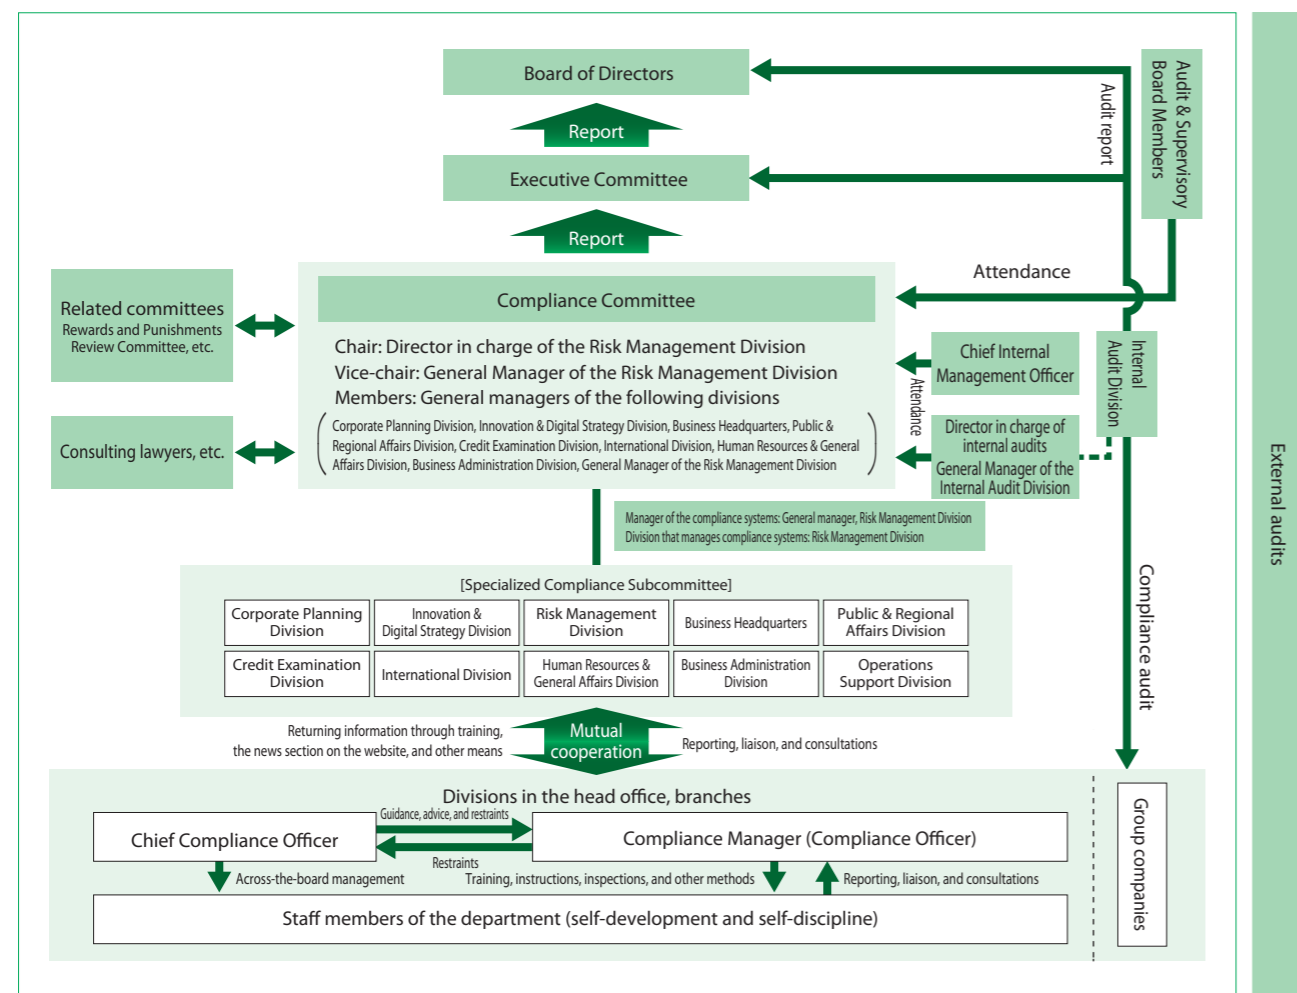 Board of Directors
Report
Executive Committee
Report
Audit report
Audit & Supervisory
Board Members
Attendance
Related committees
Rewards and Punishments
Review Committee, etc.
Consulting lawyers, etc.
Compliance Committee
Chair: Director in charge of the Risk Management Division
Vice-chair: General Manager of the Risk Management Division
Members: General managers of the following divisions
Corporate Planning Division, Innovation & Digital Strategy Division, Business Headquarters, Public &
Regional Affairs Division, Credit Examination Division, International Division, Human Resources & General
Affairs Division, Business Administration Division, General Manager of the Risk Management Division
Attendance
Chief Internal
Management Officer
Director in charge of
internal audits
General Manager of the
Internal Audit Division
Internal
Audit Division
External audits
Manager of the compliance systems: General manager, Risk Management Division
Division that manages compliance systems: Risk Management Division
[Specialized Compliance Subcommittee]
Corporate Planning
Division
Innovation &
Digital Strategy Division
Risk Management
Division
Business Headquarters
Public & Regional
Affairs Division
Credit Examination
Division
International Division
Human Resources &
General Affairs Division
Business Administration
Division
Operations
Support Division
Compliance audit
Returning information through training,
the news section on the website, and other means
Mutual
cooperation
Reporting, liaison, and consultations
Divisions in the head office, branches
Chief Compliance Officer
Guidance, advice, and restraints
Restraints
Compliance Manager (Compliance Officer)
Across-the-board management
Training, instructions, inspections, and other methods
Reporting, liaison, and consultations
Staff members of the department (self-development and self-discipline)
Group companies